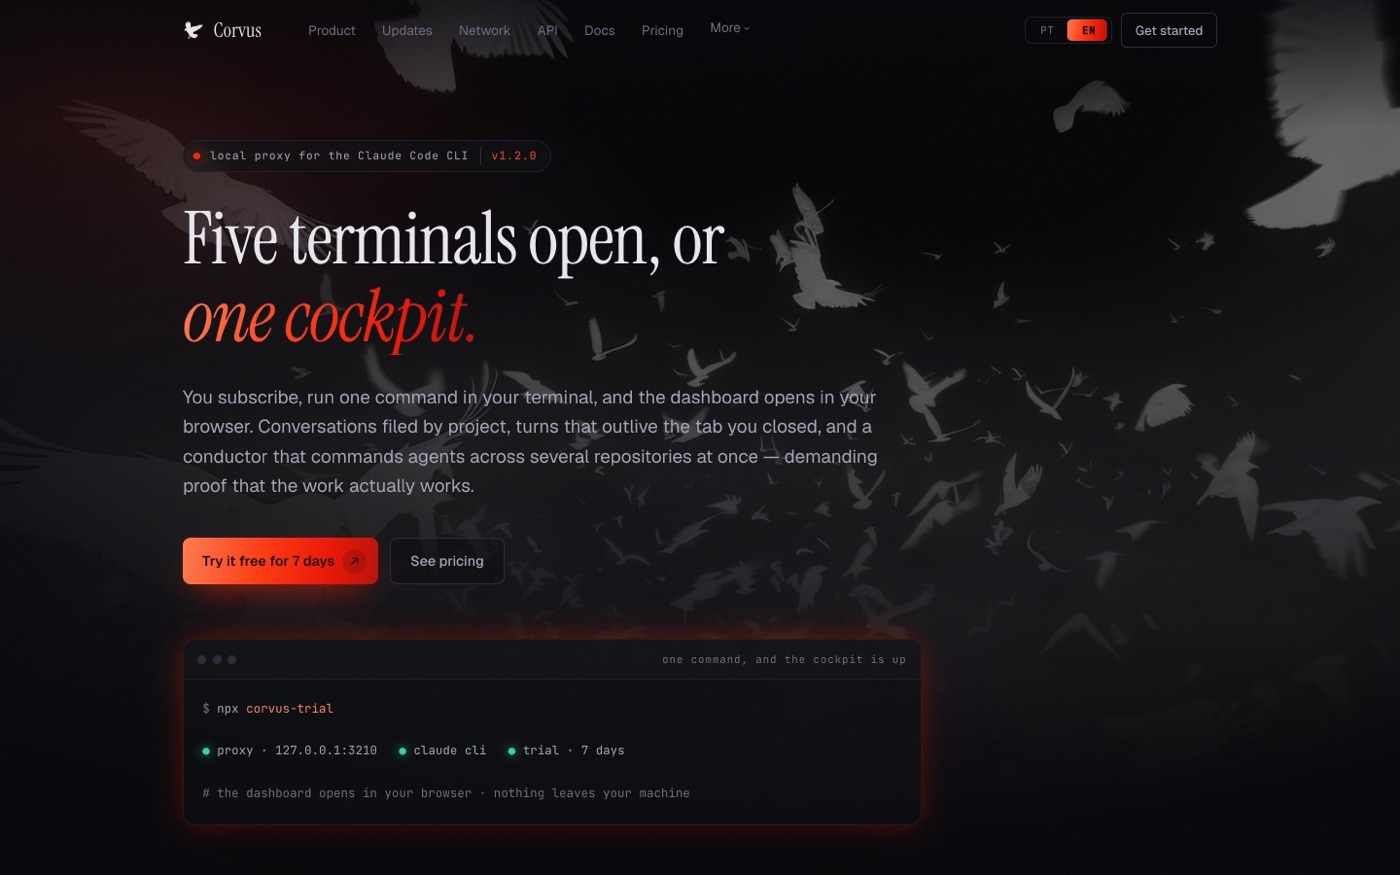 Corvus
Product
Updates
Network
API
Docs
Pricing
More
PT
EN
Get started
local proxy for the Claude Code CLI
v1.2.0
Five terminals open, or
one cockpit.
You subscribe, run one command in your terminal, and the dashboard opens in your
browser. Conversations filed by project, turns that outlive the tab you closed, and a
conductor that commands agents across several repositories at once — demanding
proof that the work actually works.
Try it free for 7 days ↗
See pricing
one command, and the cockpit is up
$ npx corvus-trial
proxy · 127.0.0.1:3210
claude cli
trial · 7 days
# the dashboard opens in your browser · nothing leaves your machine